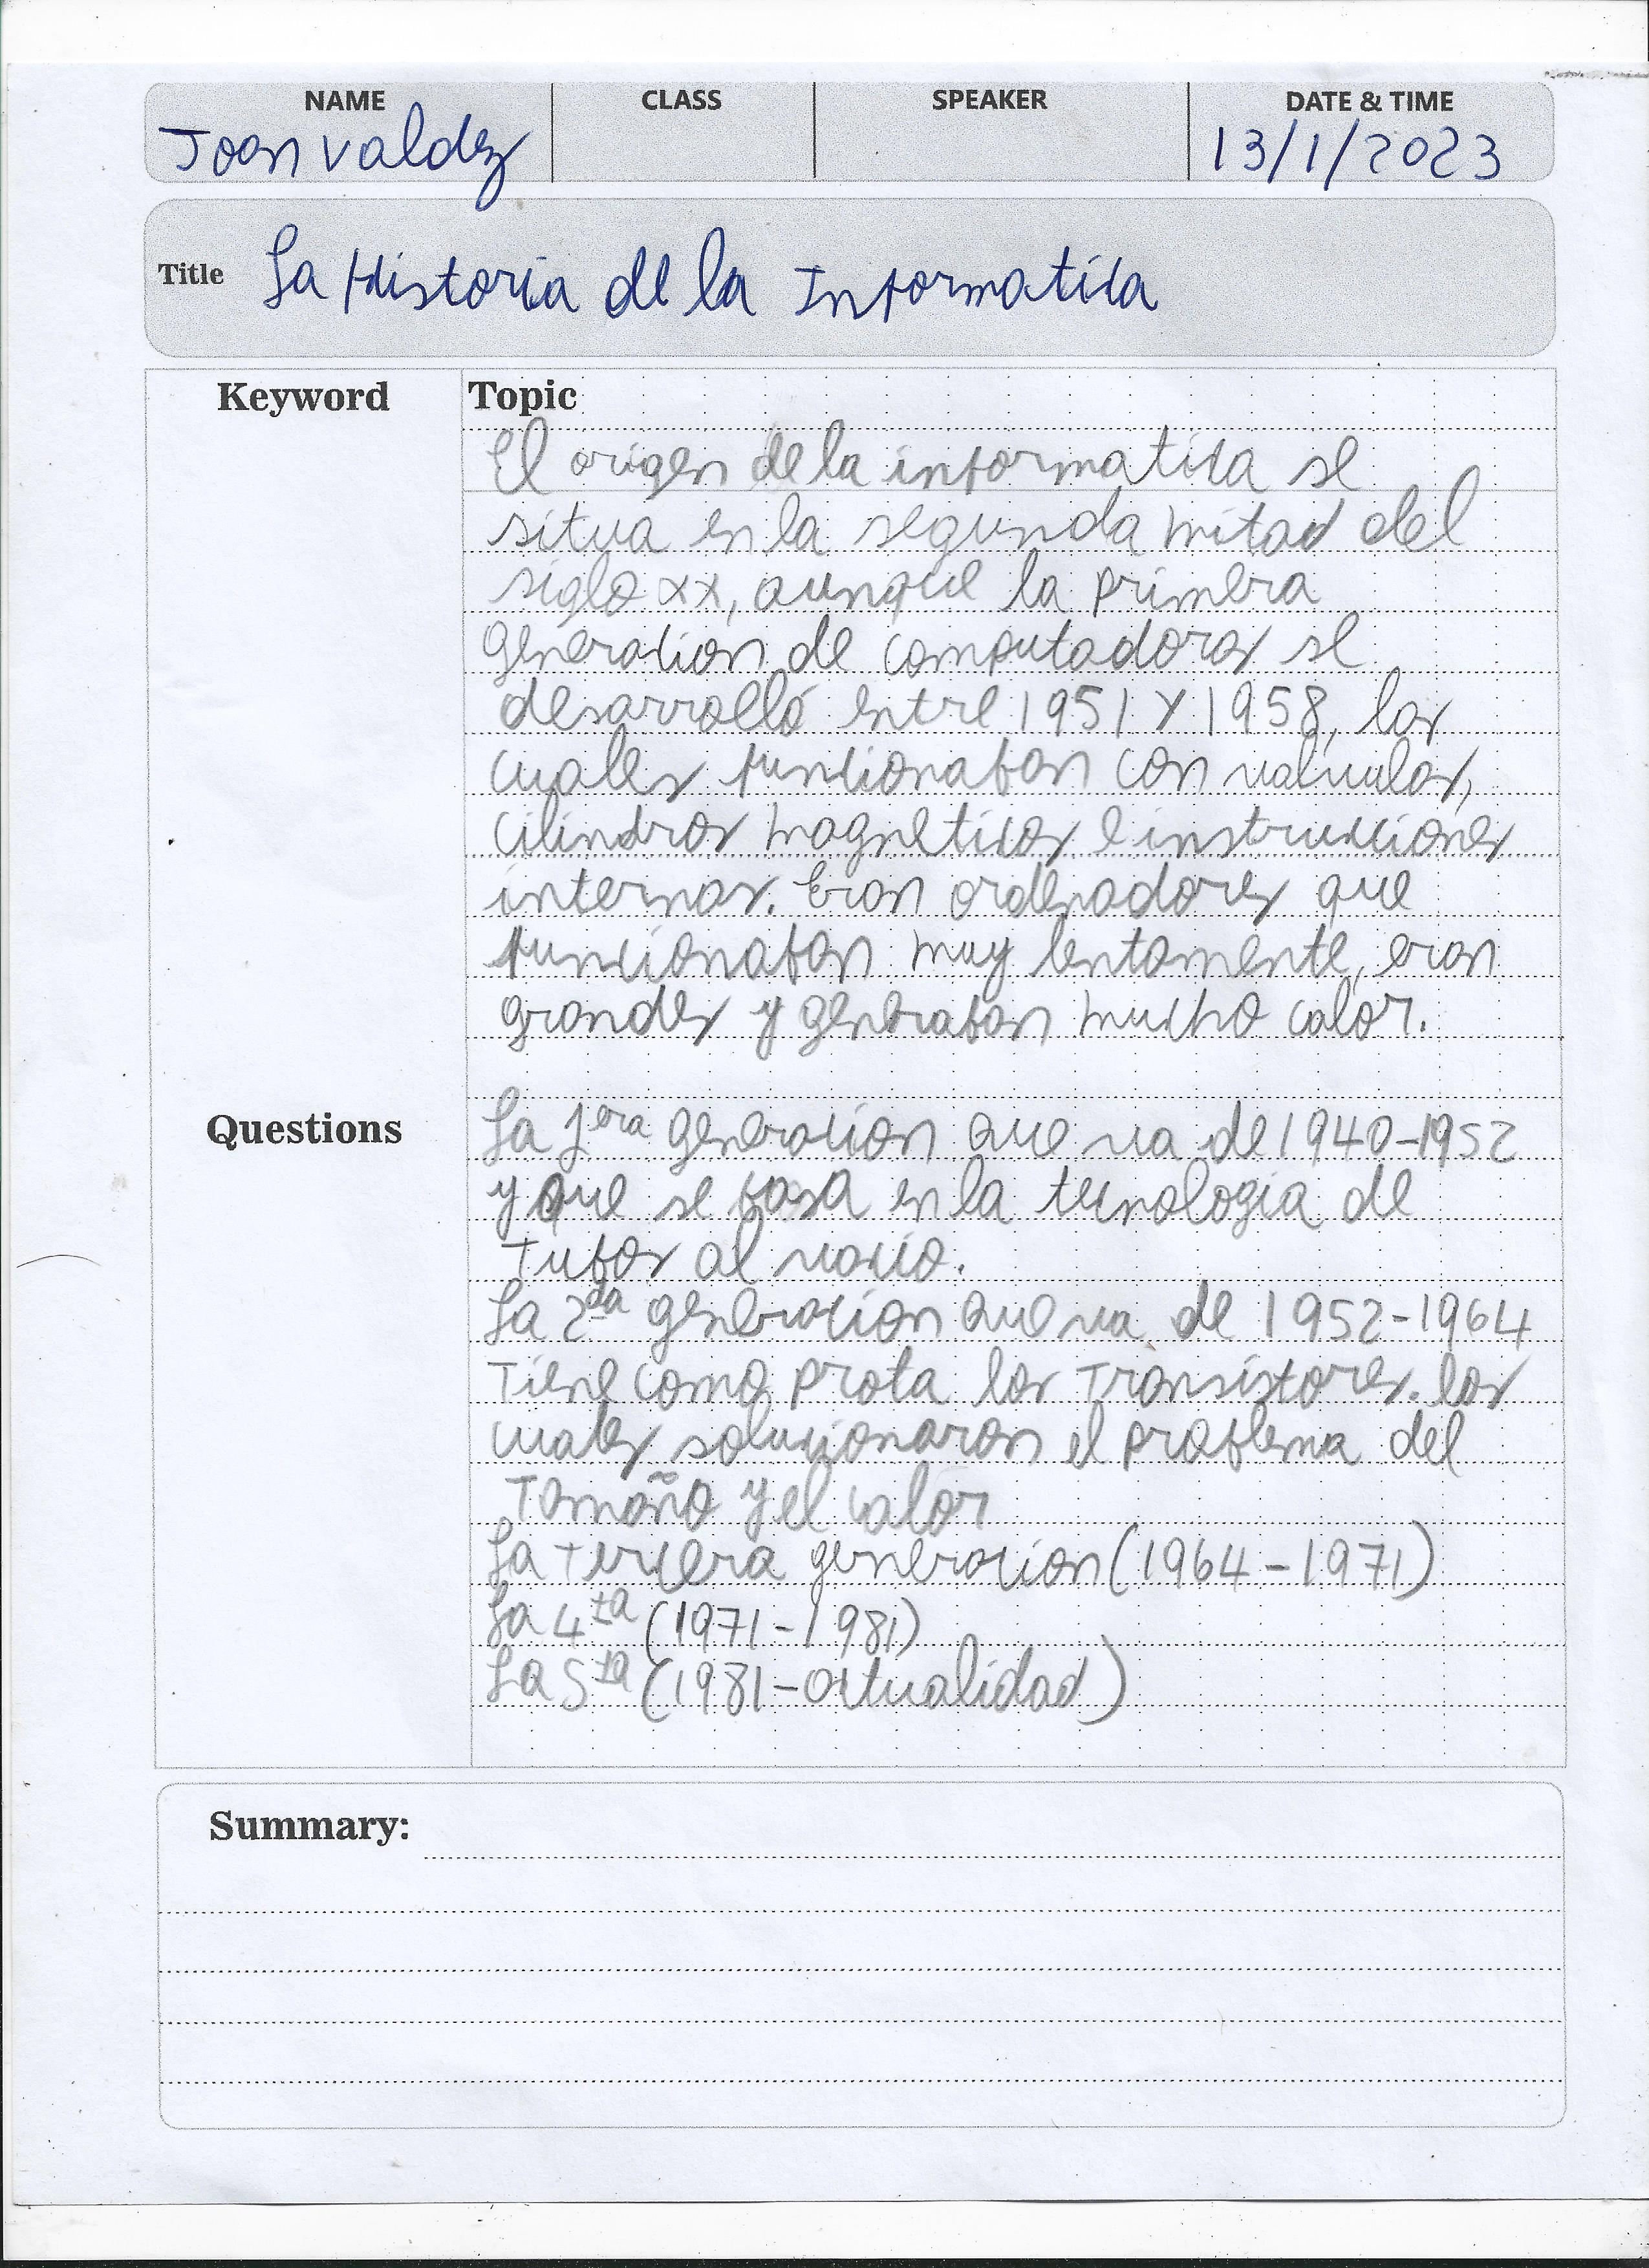 NAME CLASS SPEAKER DATE & TIME
Joan Valdez 13/1/2023
Title La Historia de la Informatica
Keyword Topic
El origen de la informatica se
situa en la segunda mitad del
siglo xx, aunque la primera
generacion de computadoras se
desarrolló entre 1951 y 1958, las
cuales funcionaban con valvulas,
cilindros magneticos e instrucciones
internas. Eran ordenadores que
funcionaban muy lentamente, eran
grandes y generaban mucho calor.
Questions La 1era generacion que va de 1940-1952
y que se basa en la tecnologia de
Tubos al vacio.
La 2da generacion que va de 1952-1964
Tiene como prota los Transistores. los
cuales solucionaron el problema del
Tamaño y el calor
La Tercera generacion (1964-1971)
La 4ta (1971-1981)
La 5ta (1981-actualidad)
Summary: